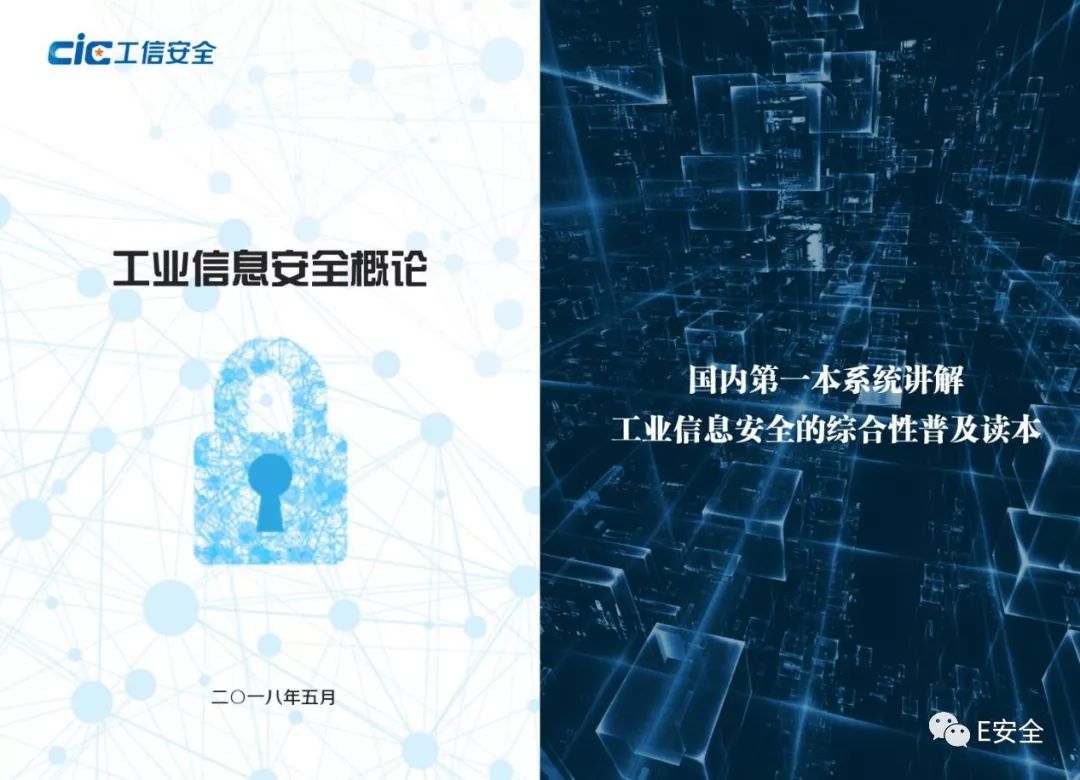 CIC工信安全
工业信息安全概论
二〇一八年五月
国内第一本系统讲解
工业信息安全的综合性普及读本
E安全